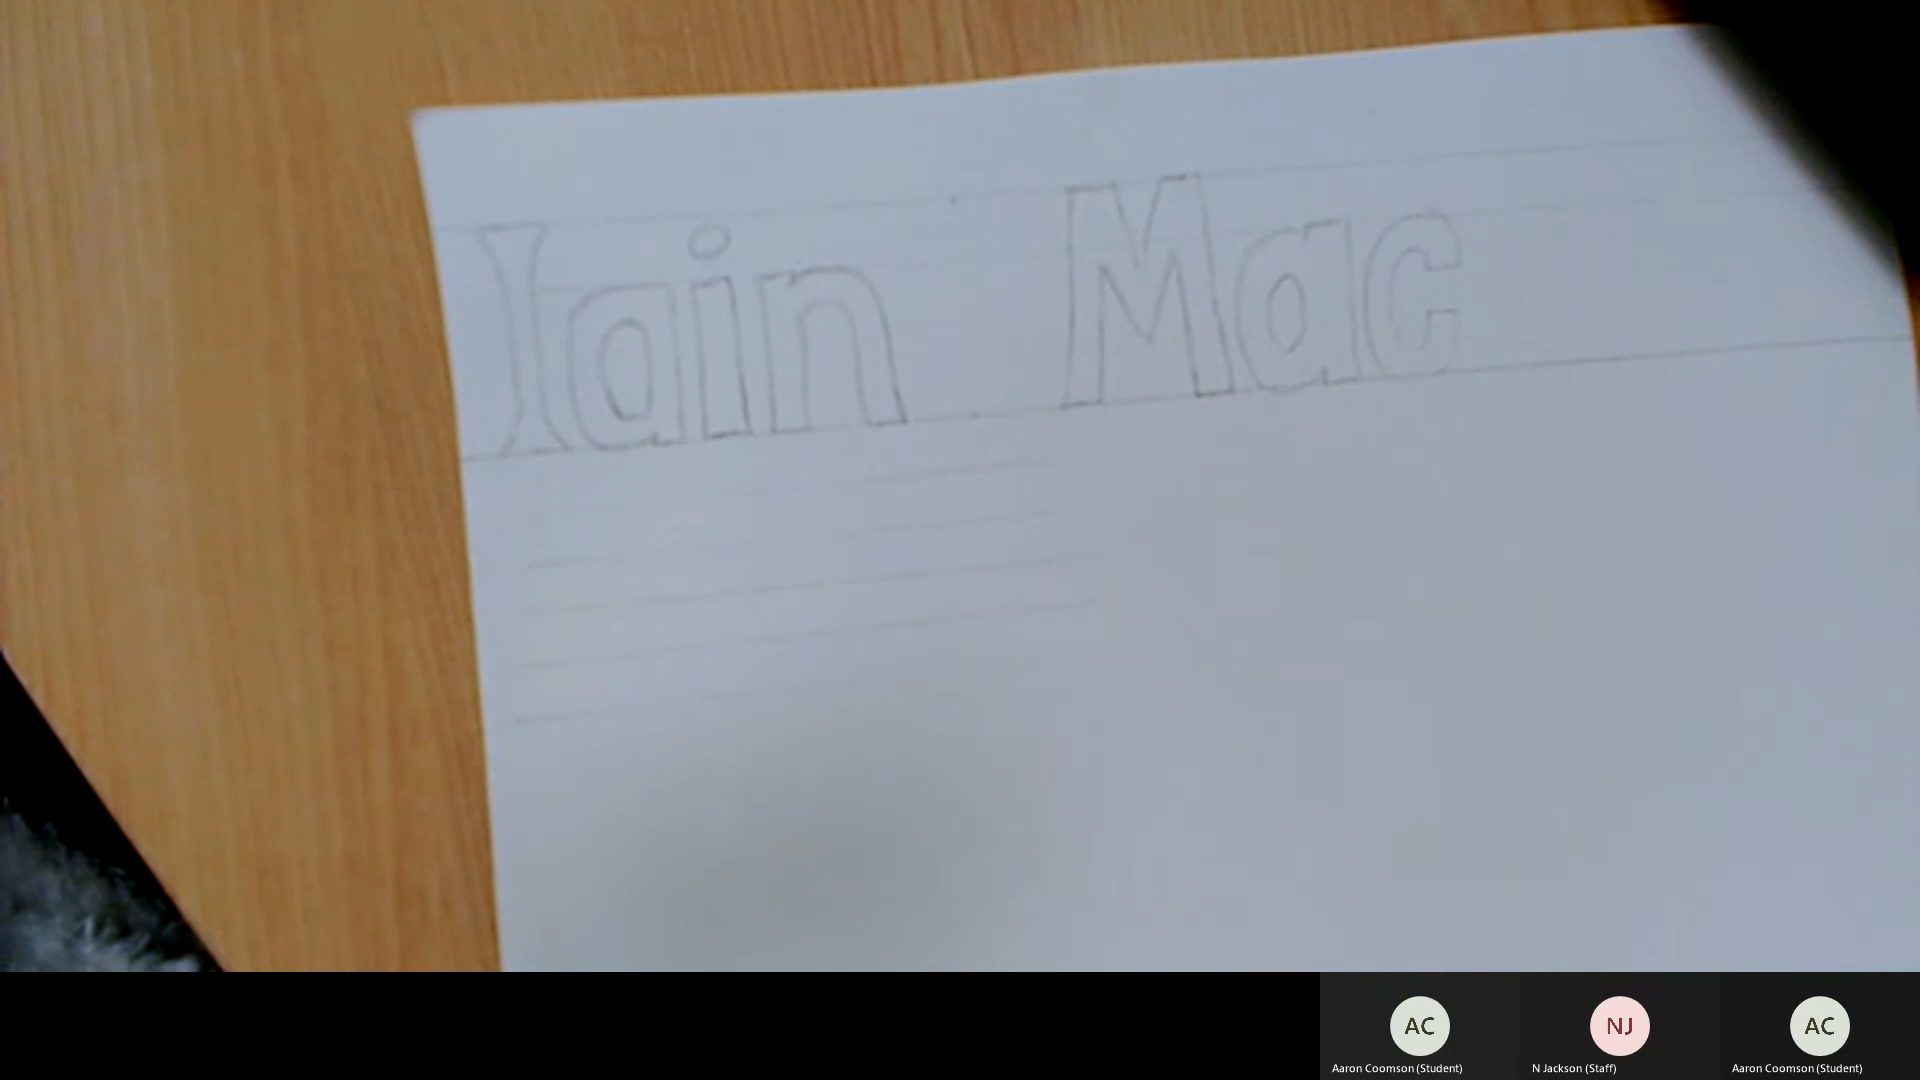 Iain Mac
AC
NJ
AC
Aaron Coomson (Student)
N Jackson (Staff)
Aaron Coomson (Student)